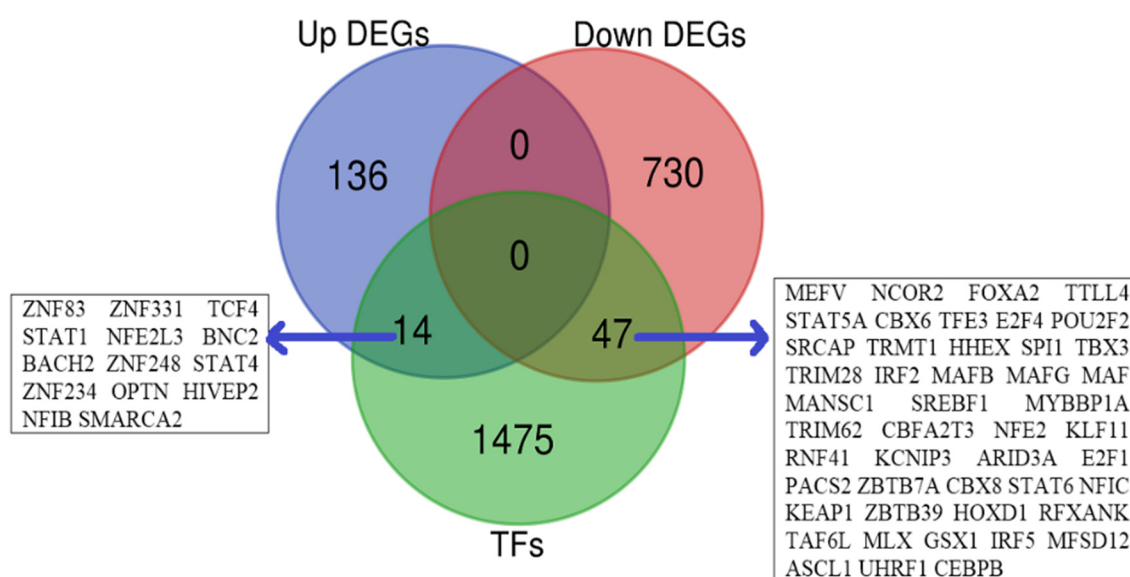 Up DEGs
Down DEGs
136
0
730
0
14
47
1475
TFs
ZNF83 ZNF331 TCF4
STAT1 NFE2L3 BNC2
BACH2 ZNF248 STAT4
ZNF234 OPTN HIVEP2
NFIB SMARCA2
MEFV NCOR2 FOXA2 TTLL4
STAT5A CBX6 TFE3 E2F4 POU2F2
SRCAP TRMT1 HHEX SPI1 TBX3
TRIM28 IRF2 MAFB MAFG MAF
MANSC1 SREBF1 MYBBP1A
TRIM62 CBFA2T3 NFE2 KLF11
RNF41 KCNIP3 ARID3A E2F1
PACS2 ZBTB7A CBX8 STAT6 NFIC
KEAP1 ZBTB39 HOXD1 RFXANK
TAF6L MLX GSX1 IRF5 MFSD12
ASCL1 UHRF1 CEBPB